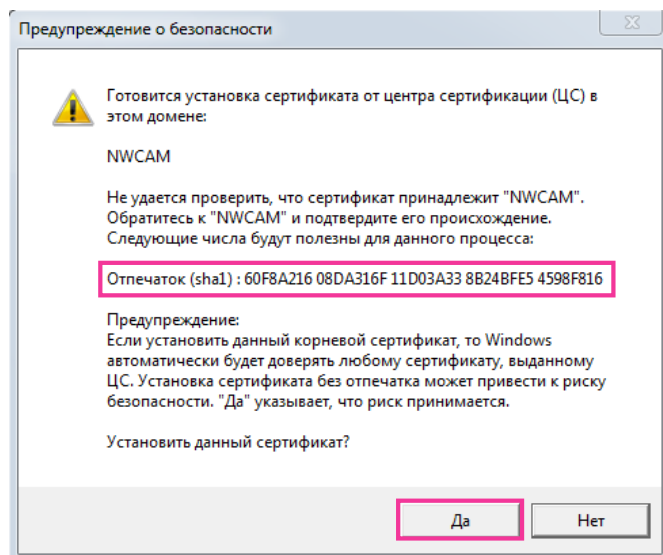 Предупреждение о безопасности
Готовится установка сертификата от центра сертификации (ЦС) в
этом домене:
NWCAM
Не удается проверить, что сертификат принадлежит "NWCAM".
Обратитесь к "NWCAM" и подтвердите его происхождение.
Следующие числа будут полезны для данного процесса:
Отпечаток (sha1) : 60F8A216 08DA316F 11D03A33 8B24BFE5 4598F816
Предупреждение:
Если установить данный корневой сертификат, то Windows
автоматически будет доверять любому сертификату, выданному
ЦС. Установка сертификата без отпечатка может привести к риску
безопасности. "Да" указывает, что риск принимается.
Установить данный сертификат?
Да
Нет